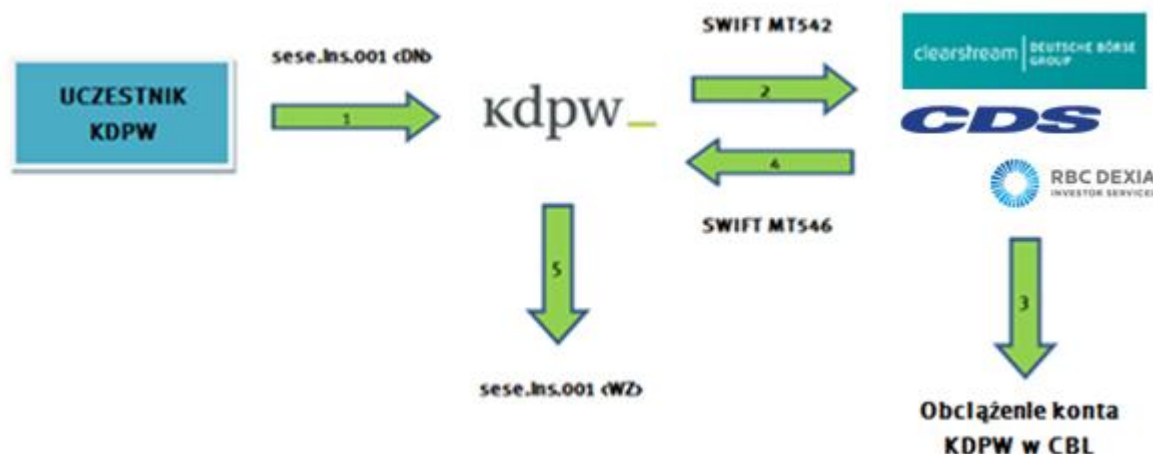 SWIFT MT542
sese.ins.001 <DN>
UCZESTNIK
KDPW
1
kdpw_
2
clearstream | DEUTSCHE BÖRSE
GROUP
CDS
4
RBC DEXIA
INVESTOR SERVICES
SWIFT MT546
5
3
sese.ins.001 <WZ>
Obciążenie konta
KDPW w CBL